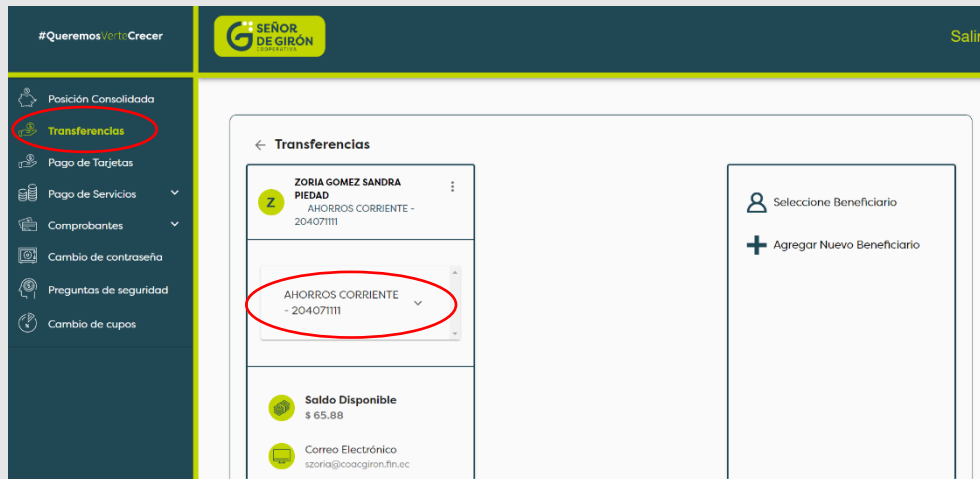 #QueremosVerteCrecer
SEÑOR
DE GIRÓN
COOPERATIVA
Salir
Posición Consolidada
Transferencias
Pago de Tarjetas
Pago de Servicios
Comprobantes
Cambio de contraseña
Preguntas de seguridad
Cambio de cupos
← Transferencias
Z
ZORIA GOMEZ SANDRA
PIEDAD
AHORROS CORRIENTE -
204071111
AHORROS CORRIENTE
- 204071111
Saldo Disponible
$ 65.88
Correo Electrónico
szoria@coacgiron.fin.ec
Seleccione Beneficiario
Agregar Nuevo Beneficiario